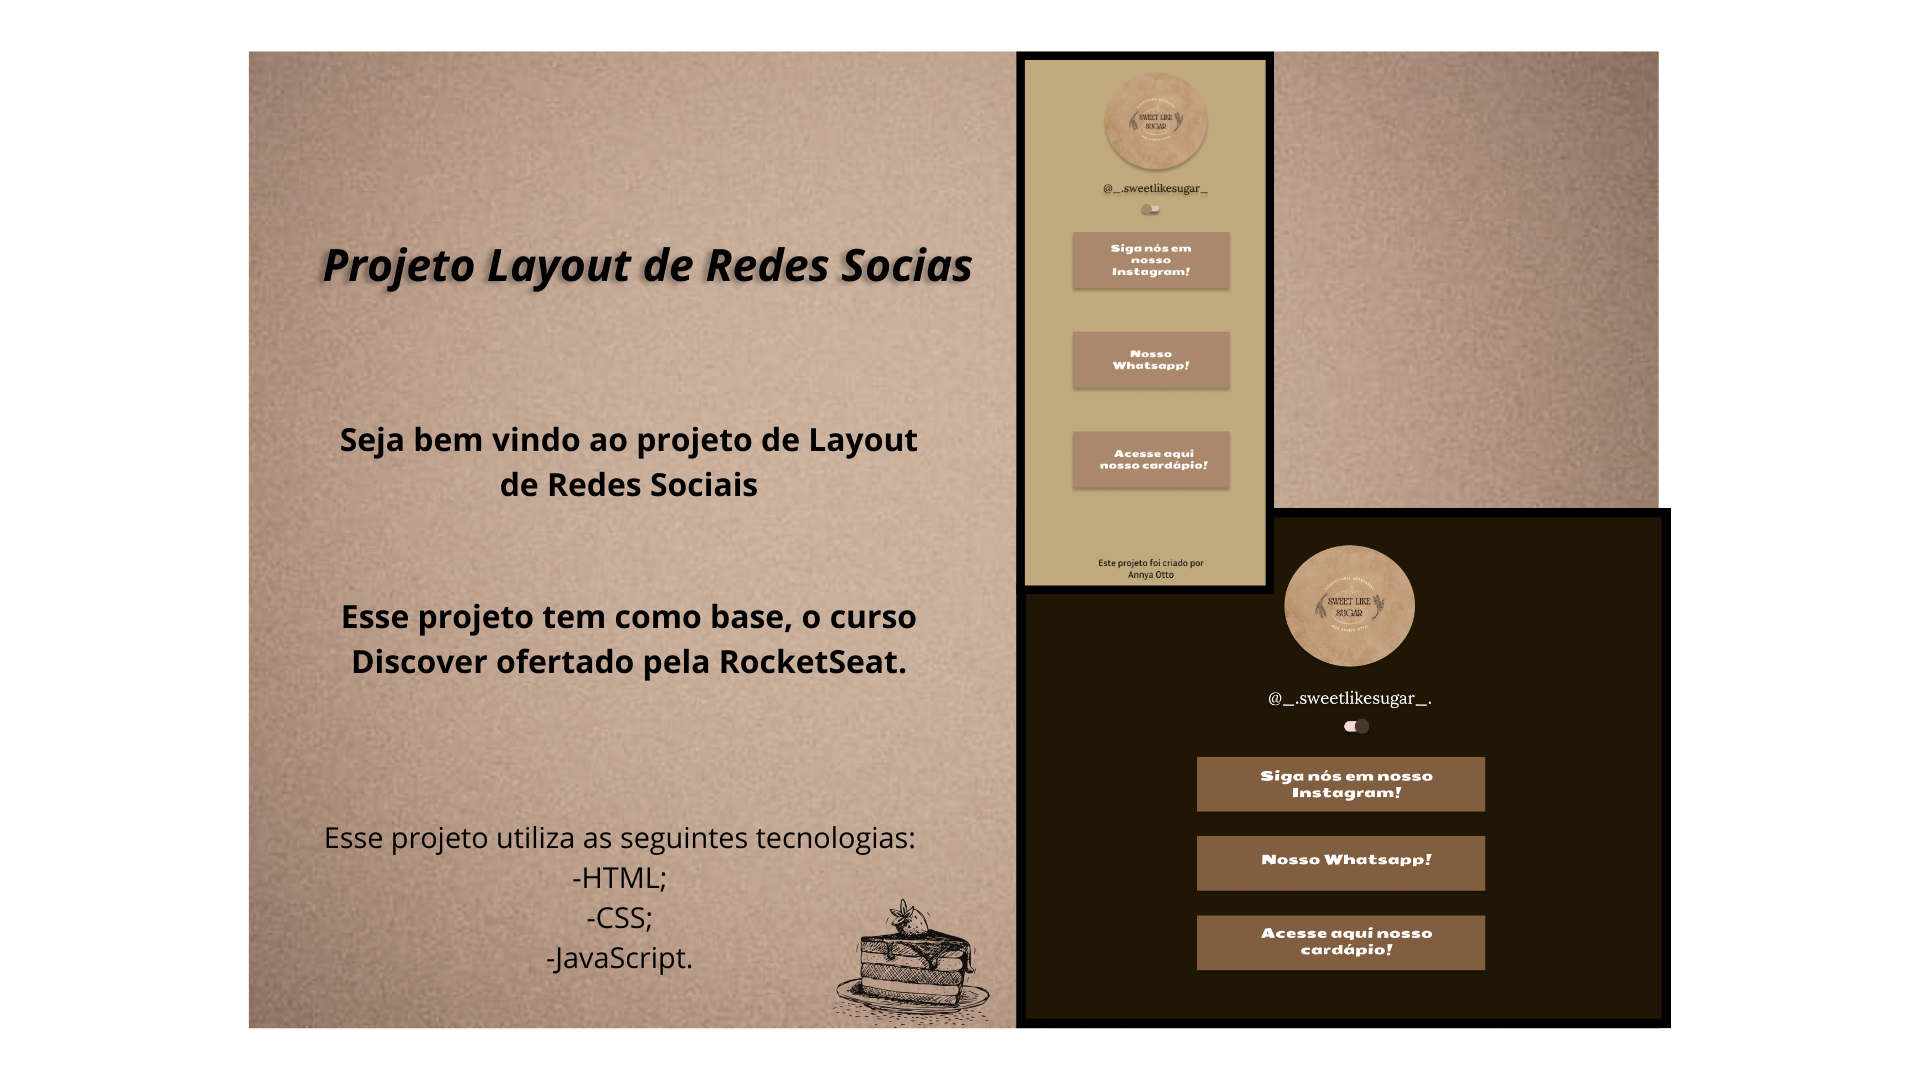 Projeto Layout de Redes Socias
Seja bem vindo ao projeto de Layout
de Redes Sociais
Esse projeto tem como base, o curso
Discover ofertado pela RocketSeat.
Esse projeto utiliza as seguintes tecnologias:
-HTML;
-CSS;
-JavaScript.
SWEET LIKE
SUGAR
@_.sweetlikesugar_
Siga nós em
nosso
Instagram!
Nosso
Whatsapp!
Acesse aqui
nosso cardápio!
Este projeto foi criado por
Annya Otto
SWEET LIKE
SUGAR
@_.sweetlikesugar_.
Siga nós em nosso
Instagram!
Nosso Whatsapp!
Acesse aqui nosso
cardápio!